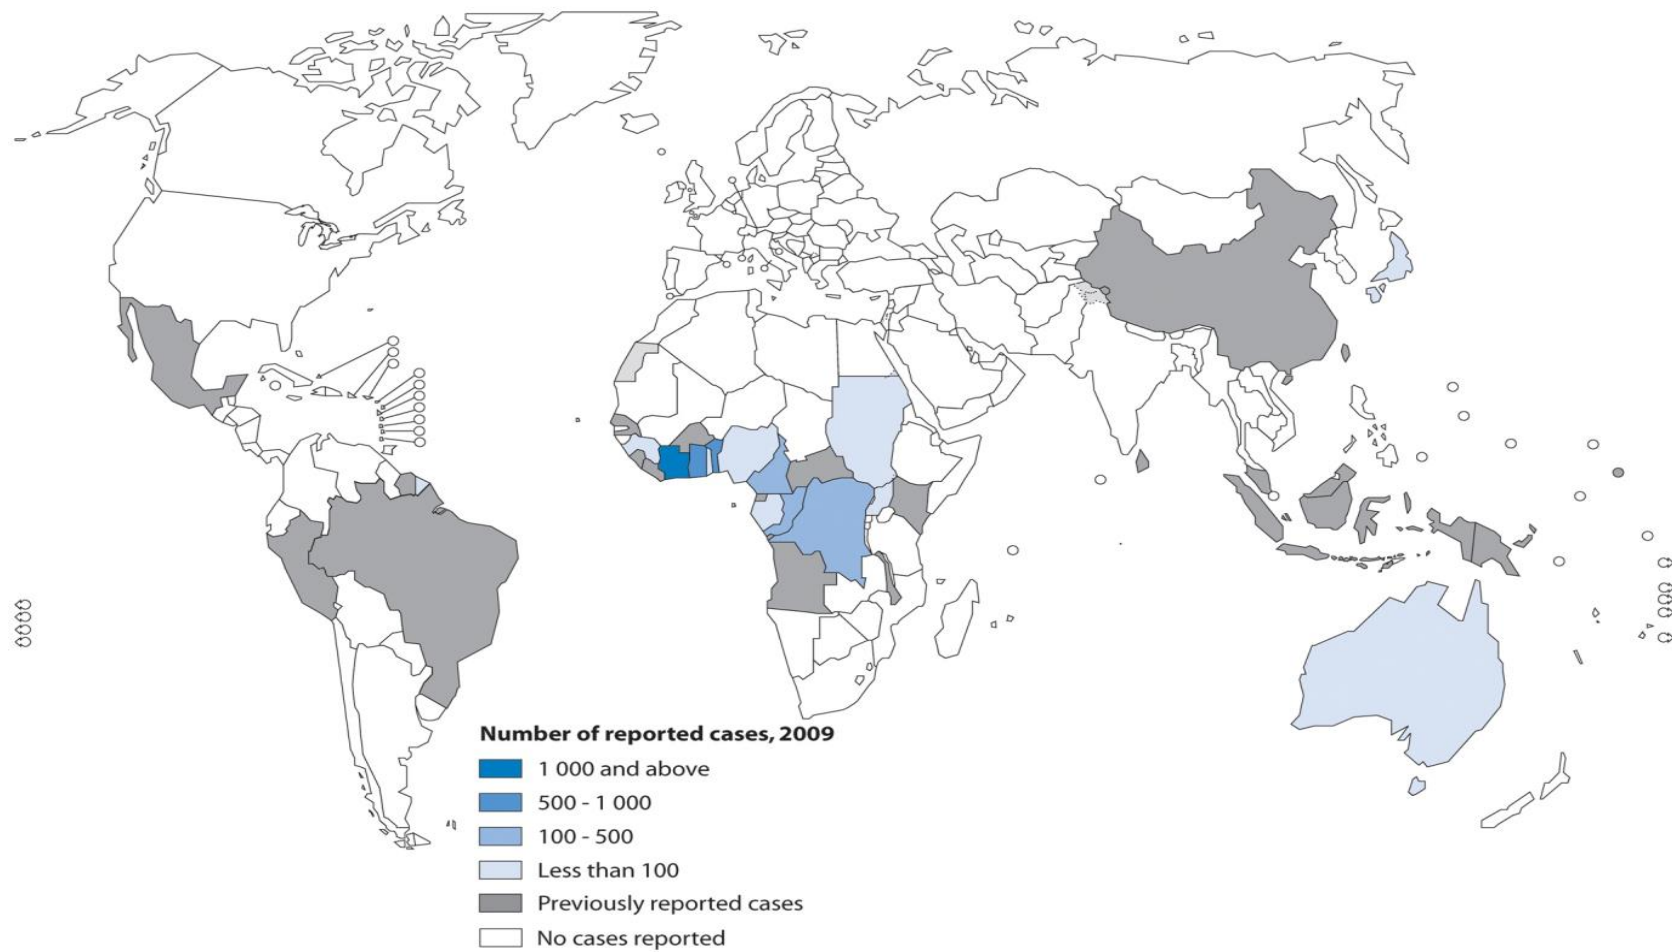 Number of reported cases, 2009
1 000 and above
500 - 1 000
100 - 500
Less than 100
Previously reported cases
No cases reported